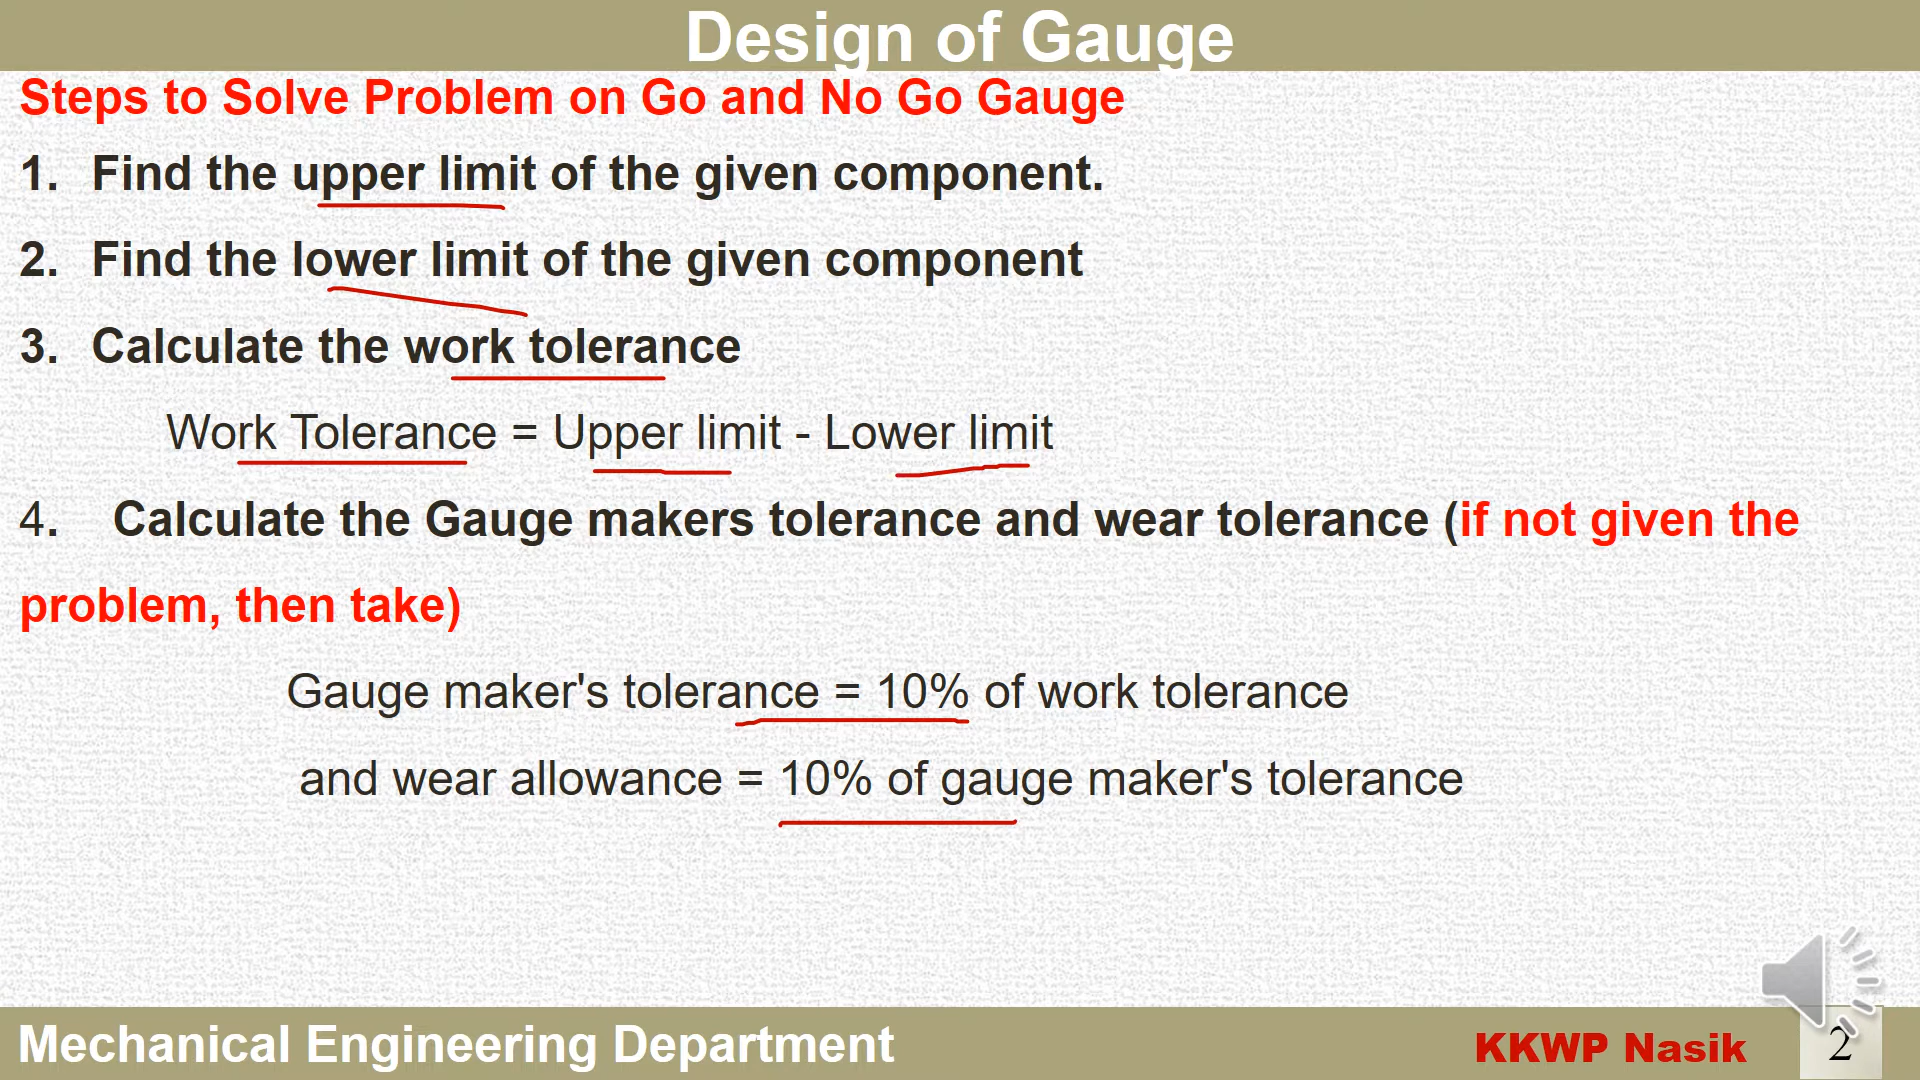 Design of Gauge
Steps to Solve Problem on Go and No Go Gauge
1. Find the upper limit of the given component.
2. Find the lower limit of the given component
3. Calculate the work tolerance
Work Tolerance = Upper limit - Lower limit
4. Calculate the Gauge makers tolerance and wear tolerance (if not given the
problem, then take)
Gauge maker's tolerance = 10% of work tolerance
and wear allowance = 10% of gauge maker's tolerance
Mechanical Engineering Department
KKWP Nasik
2